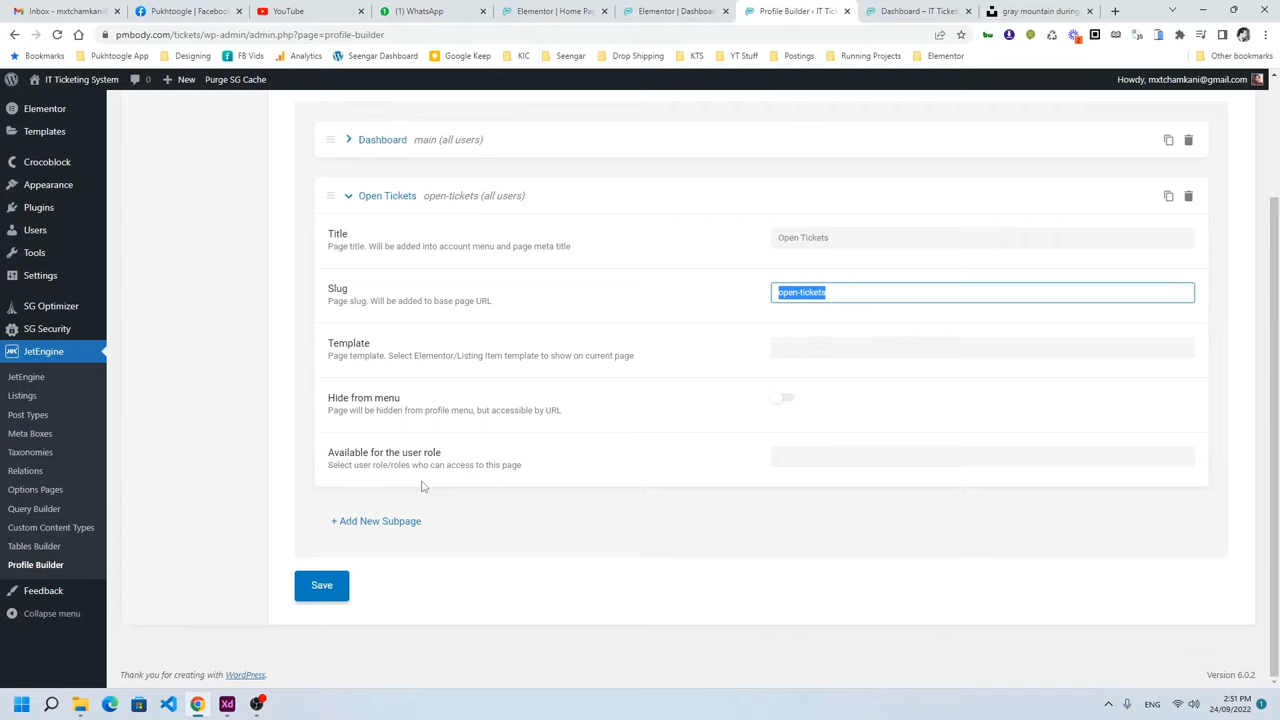 Inbox - mxtchamkani@
Pukhtoogle | Facebook
YouTube
(1) WhatsApp
Elementor | Home Pag
Elementor | Dashboard
Profile Builder ‹ IT Tick
Dashboard – IT Tickets
gray mountain during
pmbody.com/tickets/wp-admin/admin.php?page=profile-builder
Bookmarks
Pukhtoogle App
Designing
FB Vids
Analytics
Seengar Dashboard
Google Keep
KIC
Seengar
Drop Shipping
KTS
YT Stuff
Postings
Running Projects
Elementor
Other bookmarks
IT Ticketing System
0
New
Purge SG Cache
Howdy, mxtchamkani@gmail.com
Elementor
Templates
Crocoblock
Appearance
Plugins
Users
Tools
Settings
SG Optimizer
SG Security
JetEngine
JetEngine
Listings
Post Types
Meta Boxes
Taxonomies
Relations
Options Pages
Query Builder
Custom Content Types
Tables Builder
Profile Builder
Feedback
Collapse menu
Dashboard main (all users)
Open Tickets open-tickets (all users)
Title
Page title. Will be added into account menu and page meta title
Open Tickets
Slug
Page slug. Will be added to base page URL
open-tickets
Template
Page template. Select Elementor/Listing item template to show on current page
Hide from menu
Page will be hidden from profile menu, but accessible by URL
Available for the user role
Select user role/roles who can access to this page
+ Add New Subpage
Save
Thank you for creating with WordPress.
Version 6.0.2
Xd
ENG
2:51 PM
24/09/2022